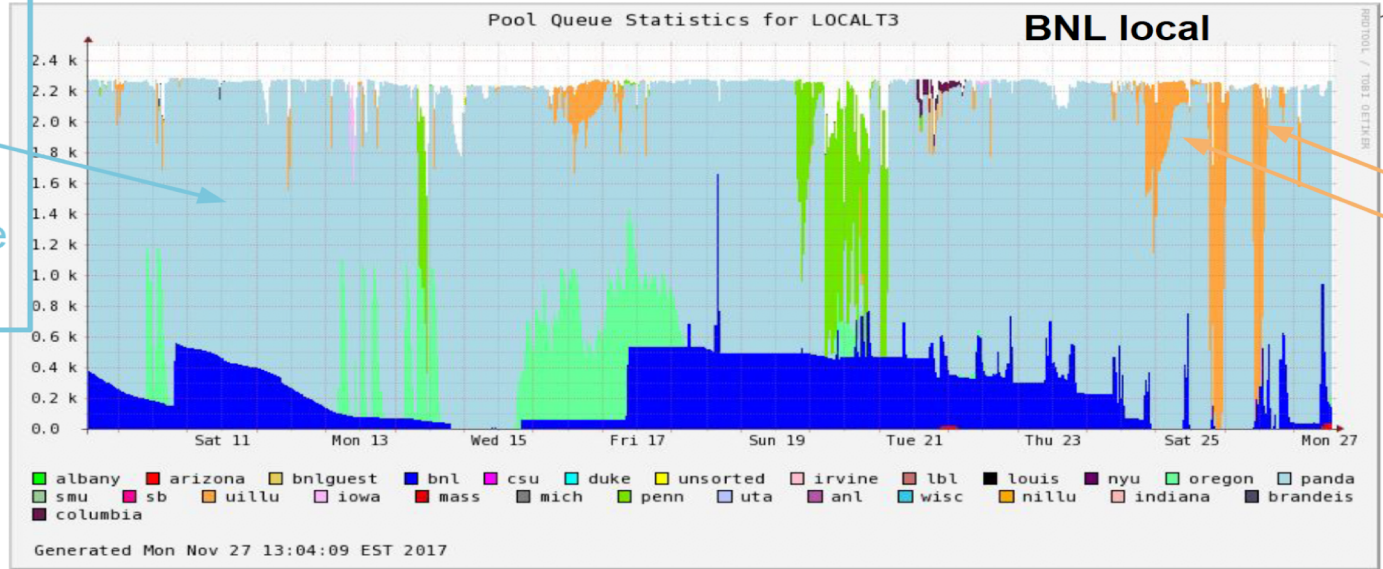 Pool Queue Statistics for LOCALT3
BNL local
RRDTOOL / TOBI OETIKER
2.4 k
2.2 k
2.0 k
1.8 k
1.6 k
1.4 k
1.2 k
1.0 k
0.8 k
0.6 k
0.4 k
0.2 k
0.0
e
Sat 11 Mon 13 Wed 15 Fri 17 Sun 19 Tue 21 Thu 23 Sat 25 Mon 27
albany arizona bnlguest bnl csu duke unsorted irvine lbl louis nyu oregon panda
smu sb uillu iowa mass mich penn uta anl wisc nillu indiana brandeis
columbia
Generated Mon Nov 27 13:04:09 EST 2017